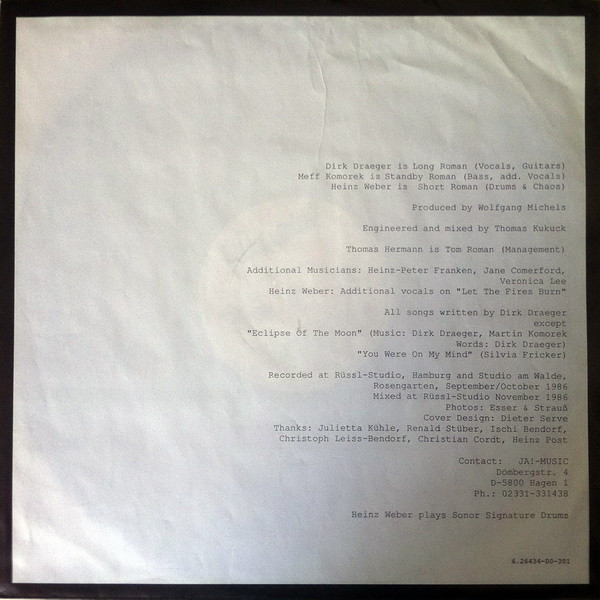 Dirk Draeger is Long Roman (Vocals, Guitars)
Meff Komorek is Standby Roman (Bass, add. Vocals)
Heinz Weber is Short Roman (Drums & Chaos)
Produced by Wolfgang Michels
Engineered and mixed by Thomas Kukuck
Thomas Hermann is Tom Roman (Management)
Additional Musicians: Heinz-Peter Franken, Jane Comerford,
Veronica Lee
Heinz Weber: Additional vocals on "Let The Fires Burn"
All songs written by Dirk Draeger
except
"Eclipse Of The Moon" (Music: Dirk Draeger, Martin Komorek
Words: Dirk Draeger)
"You Were On My Mind" (Silvia Fricker)
Recorded at Rüssl-Studio, Hamburg and Studio am Walde,
Rosengarten, September/October 1986
Mixed at Rüssl-Studio November 1986
Photos: Esser & Strauß
Cover Design: Dieter Serve
Thanks: Julietta Kühle, Renald Stüber, Ischi Bendorf,
Christoph Leiss-Bendorf, Christian Cordt, Heinz Post
Contact: JA!-MUSIC
Dömbergstr. 4
D-5800 Hagen 1
Ph.: 02331-331438
Heinz Weber plays Sonor Signature Drums
6.26434-00-301